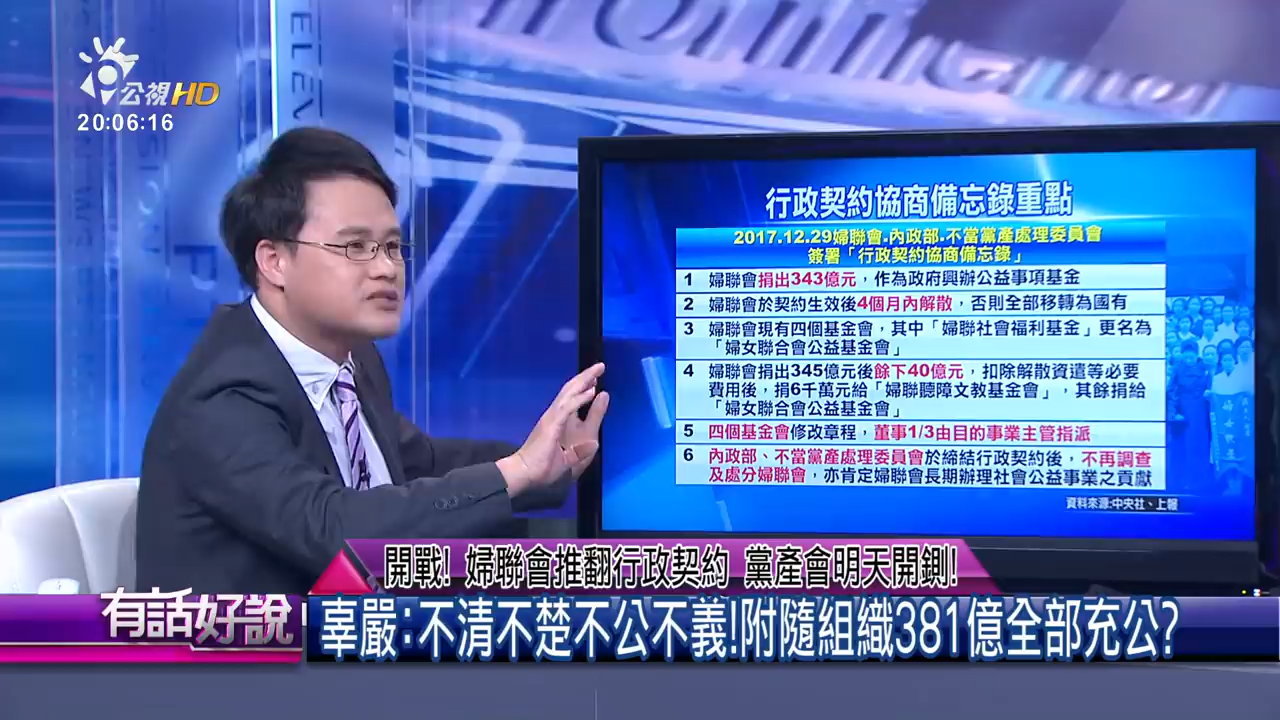 公視HD
20:06:16
行政契約協商備忘錄重點
2017.12.29婦聯會.內政部.不當黨產處理委員會
簽署「行政契約協商備忘錄」
1 婦聯會捐出343億元，作為政府興辦公益事項基金
2 婦聯會於契約生效後4個月內解散，否則全部移轉為國有
3 婦聯會現有四個基金會，其中「婦聯社會福利基金」更名為
「婦女聯合會公益基金會」
4 婦聯會捐出345億元後餘下40億元，扣除解散資遣等必要
費用後，捐6千萬元給「婦聯聽障文教基金會」，其餘捐給
「婦女聯合會公益基金會」
5 四個基金會修改章程，董事1/3由目的事業主管指派
6 內政部、不當黨產處理委員會於締結行政契約後，不再調查
及處分婦聯會，亦肯定婦聯會長期辦理社會公益事業之貢獻
資料來源:中央社、上報
開戰! 婦聯會推翻行政契約 黨產會明天開鍘!
有話好說
辜嚴:不清不楚不公不義!附隨組織381億全部充公?